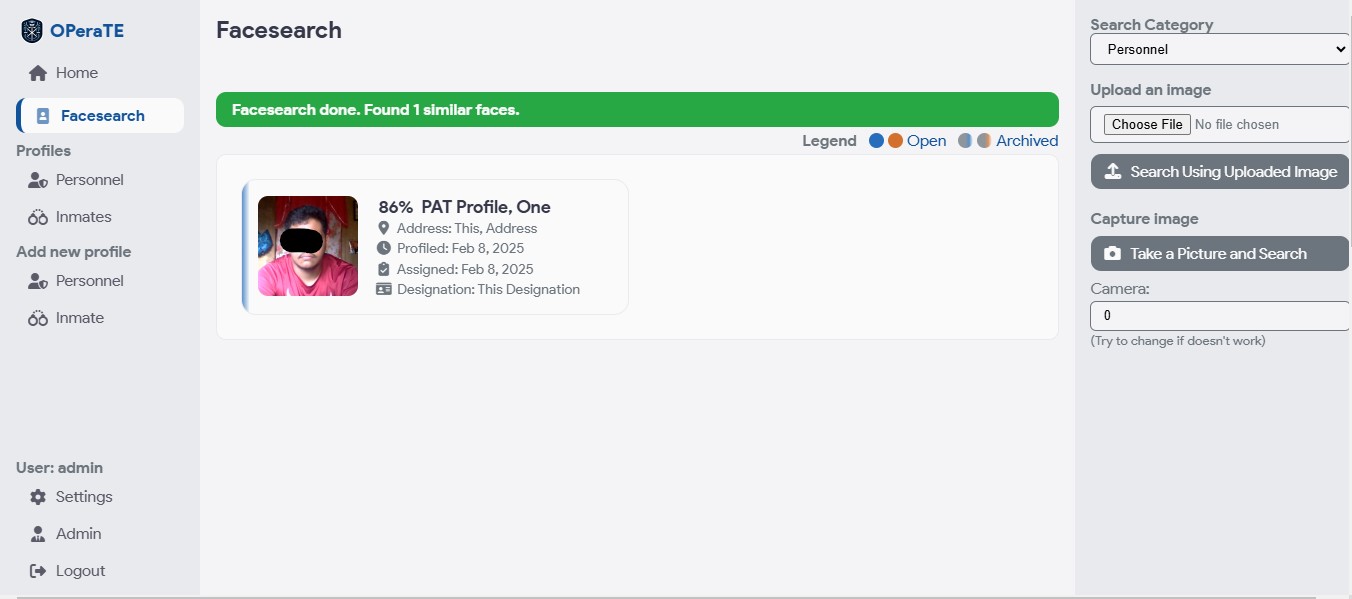 OPeraTE
Home
Facesearch
Profiles
Personnel
Inmates
Add new profile
Personnel
Inmate
User: admin
Settings
Admin
Logout
Facesearch
Facesearch done. Found 1 similar faces.
Legend Open Archived
86% PAT Profile, One
Address: This, Address
Profiled: Feb 8, 2025
Assigned: Feb 8, 2025
Designation: This Designation
Search Category
Personnel
Upload an image
Choose File No file chosen
Search Using Uploaded Image
Capture image
Take a Picture and Search
Camera:
0
(Try to change if doesn't work)